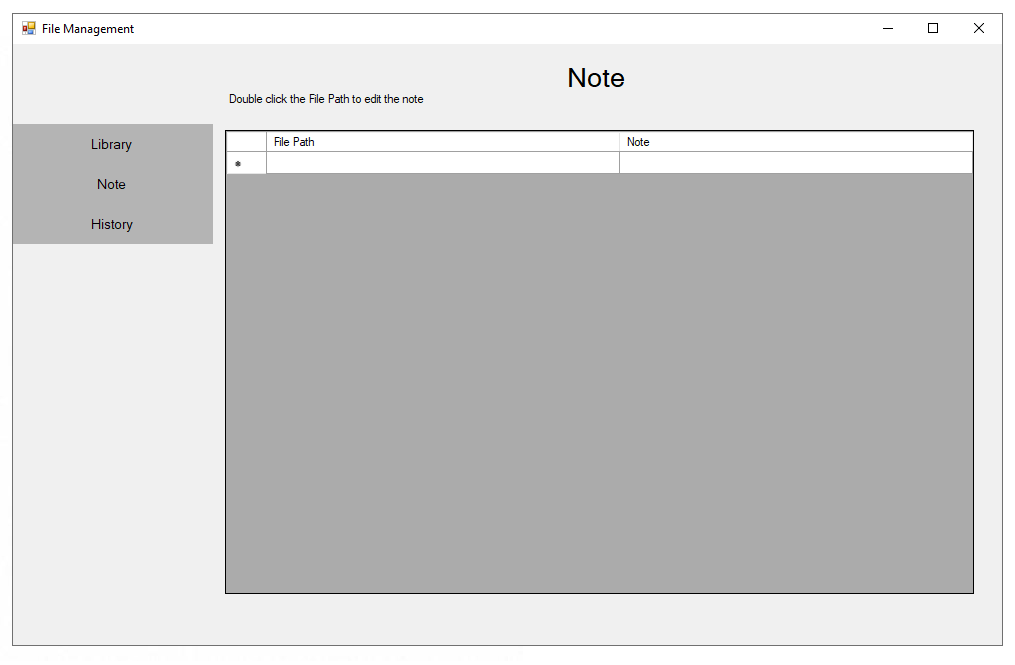 File Management
Note
Double click the File Path to edit the note
Library
Note
History
File Path Note